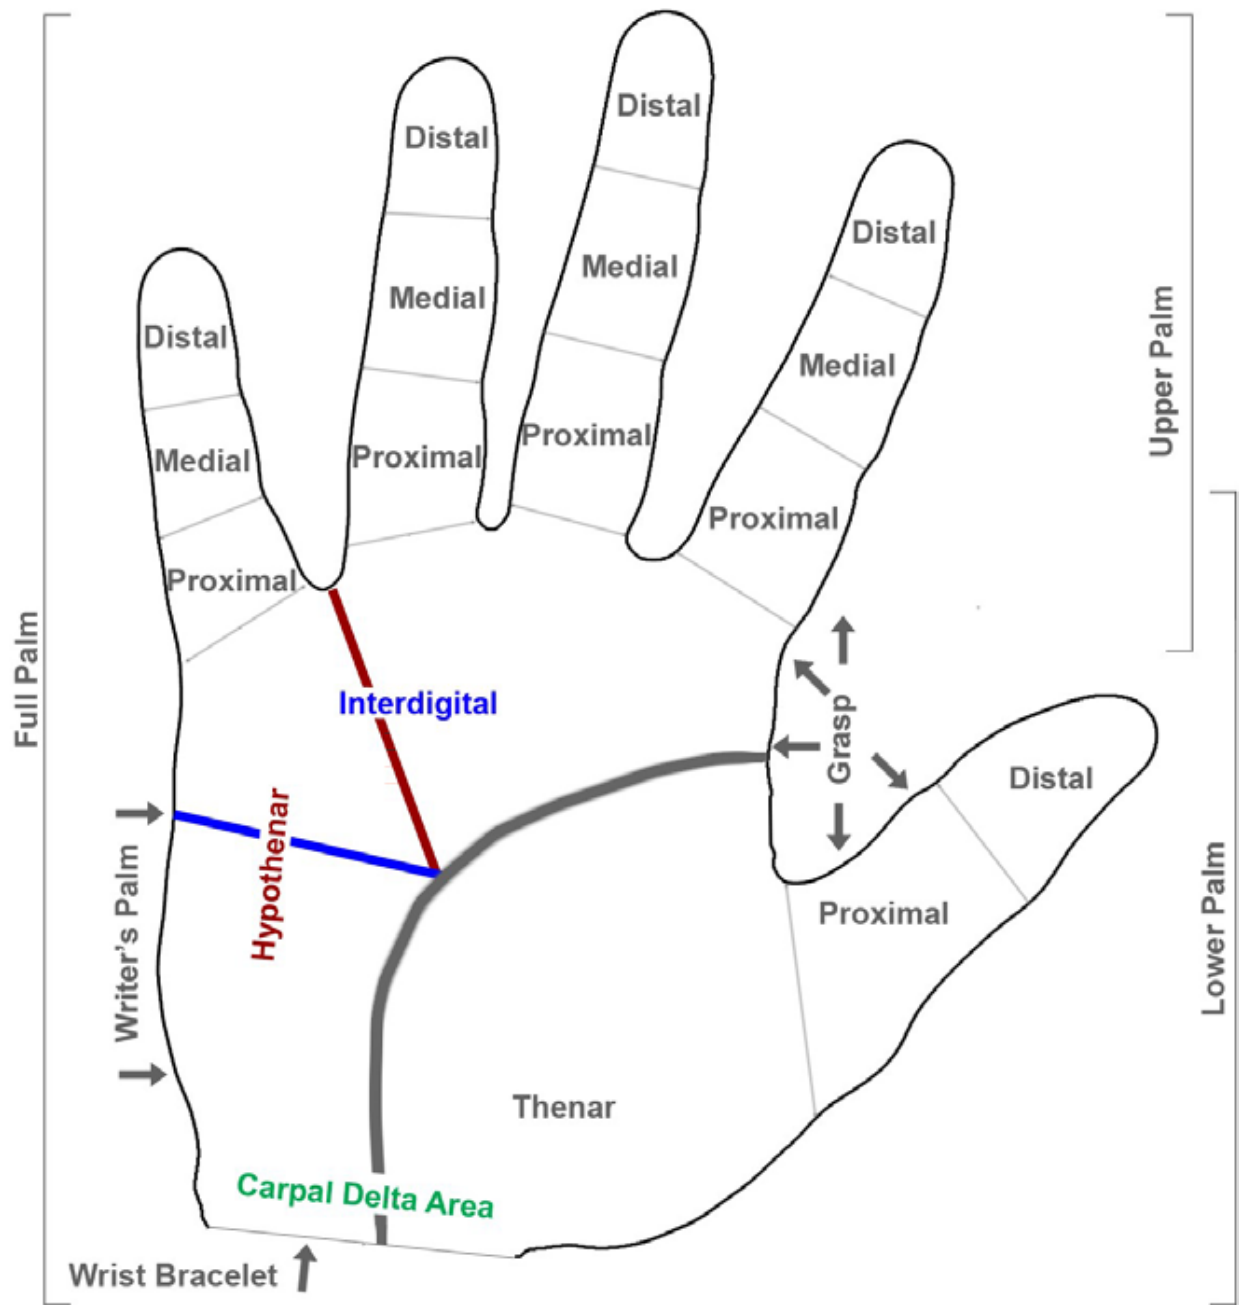 Distal
Distal
Distal
Medial
Medial
Distal
Distal
Medial
Proximal
Proximal
Medial
Proximal
Proximal
Upper Palm
Full Palm
Interdigital
Grasp
Distal
Hypothenar
Writer's Palm
Proximal
Lower Palm
Thenar
Carpal Delta Area
Wrist Bracelet